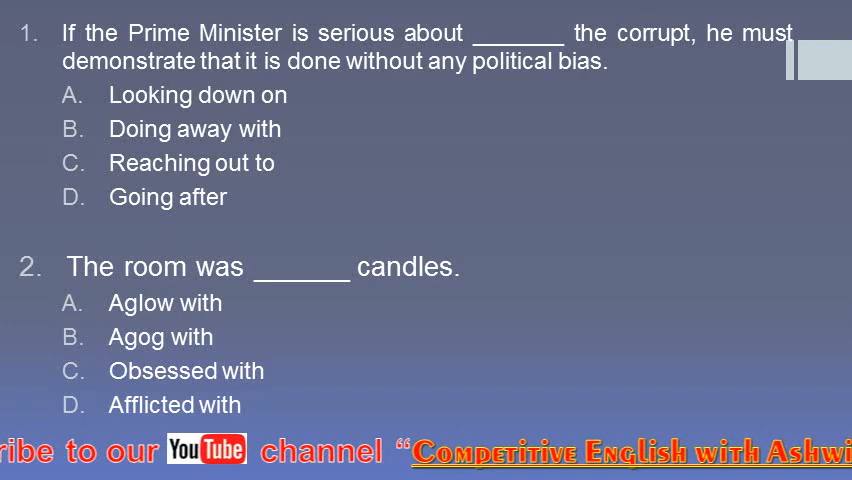 1. If the Prime Minister is serious about _______ the corrupt, he must
demonstrate that it is done without any political bias.
A. Looking down on
B. Doing away with
C. Reaching out to
D. Going after
2. The room was ______ candles.
A. Aglow with
B. Agog with
C. Obsessed with
D. Afflicted with
ribe to our YouTube channel “Competitive English with Ashwi